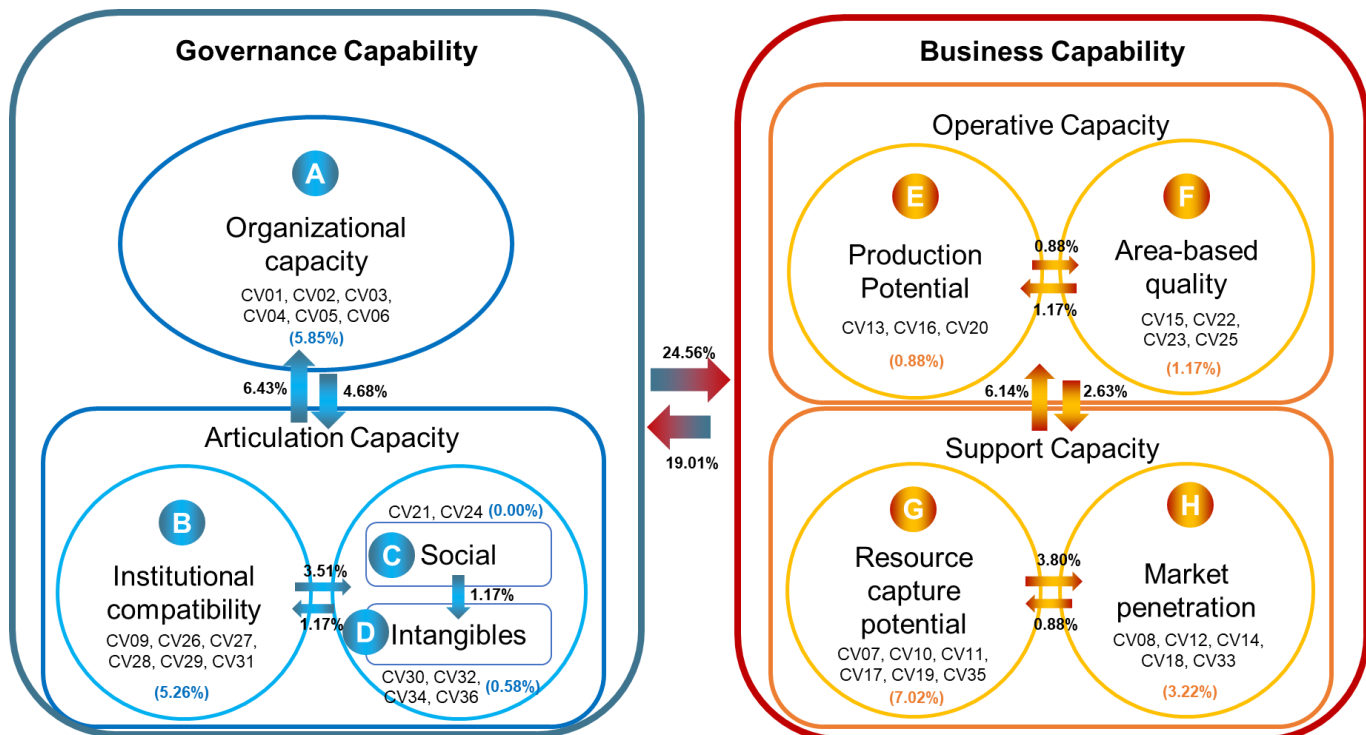 Governance Capability
A
Organizational
capacity
CV01, CV02, CV03,
CV04, CV05, CV06
(5.85%)
6.43%
4.68%
Articulation Capacity
B
Institutional
compatibility
CV09, CV26, CV27,
CV28, CV29, CV31
(5.26%)
3.51%
1.17%
CV21, CV24 (0.00%)
C
Social
1.17%
D
Intangibles
CV30, CV32,
CV34, CV36
(0.58%)
24.56%
19.01%
Business Capability
Operative Capacity
E
Production
Potential
CV13, CV16, CV20
(0.88%)
0.88%
1.17%
F
Area-based
quality
CV15, CV22,
CV23, CV25
(1.17%)
6.14%
2.63%
Support Capacity
G
Resource
capture
potential
CV07, CV10, CV11,
CV17, CV19, CV35
(7.02%)
3.80%
0.88%
H
Market
penetration
CV08, CV12, CV14,
CV18, CV33
(3.22%)